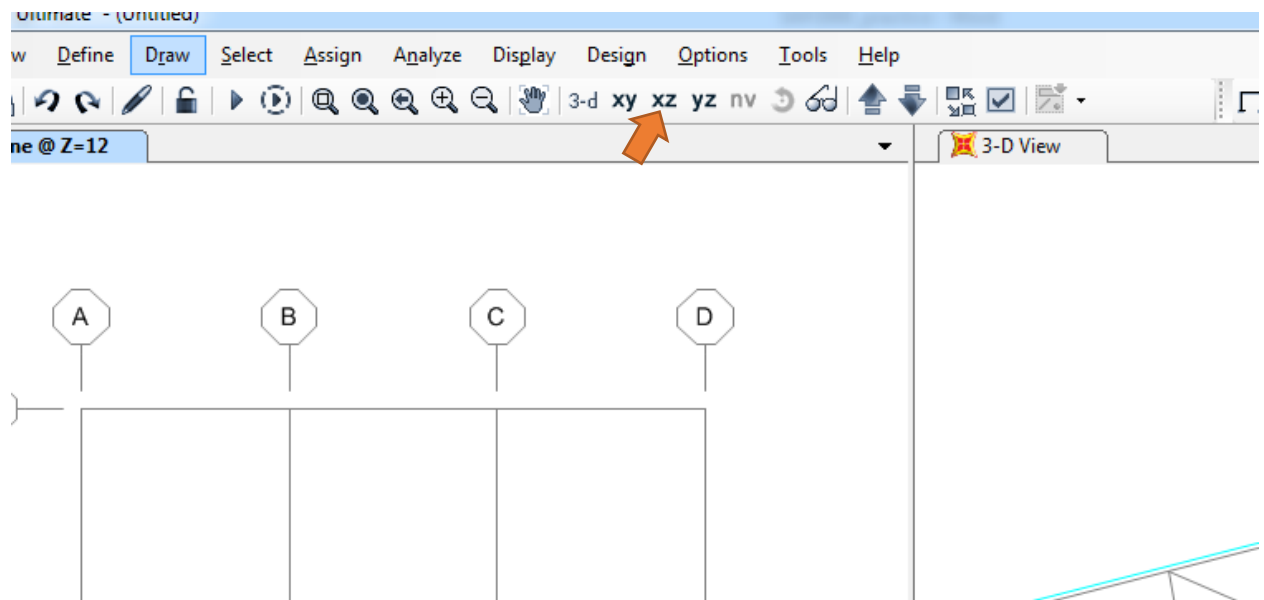 Ultimate - (Untitled)
w Define Draw Select Assign Analyze Display Design Options Tools Help
3-d xy xz yz nv
ne @ Z=12
3-D View
A B C D